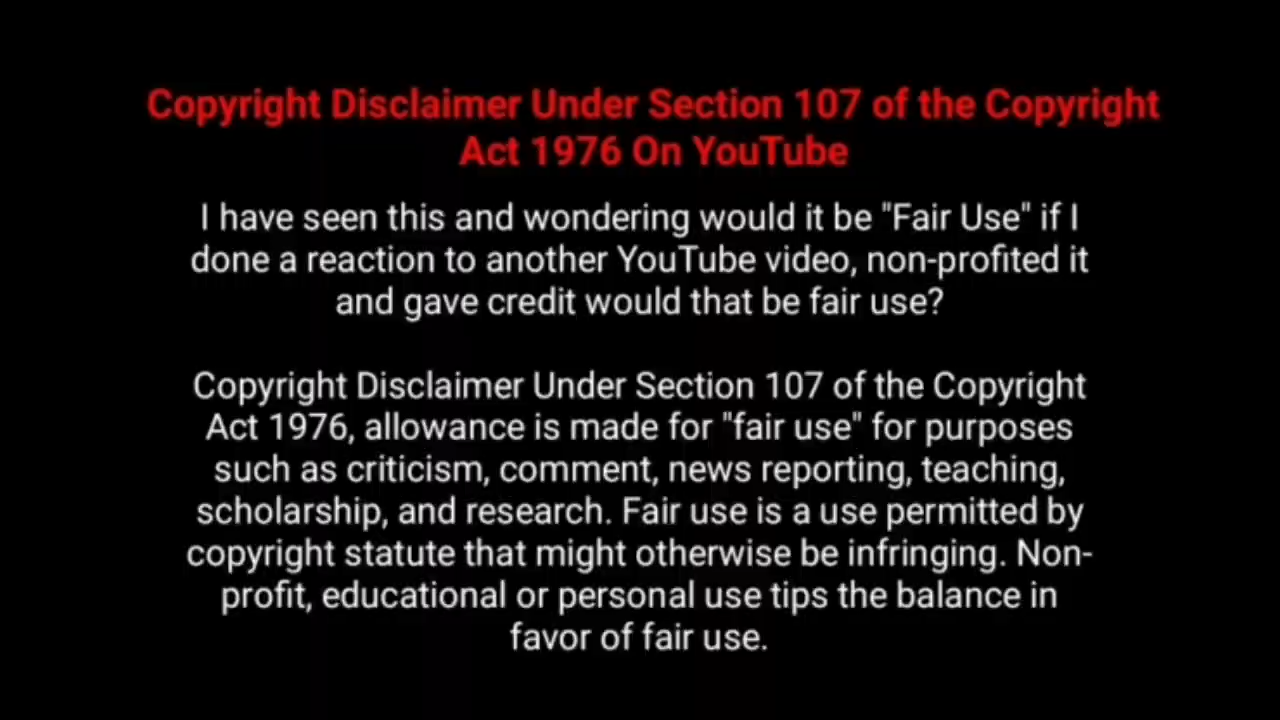 Copyright Disclaimer Under Section 107 of the Copyright
Act 1976 On YouTube
I have seen this and wondering would it be "Fair Use" if I
done a reaction to another YouTube video, non-profited it
and gave credit would that be fair use?
Copyright Disclaimer Under Section 107 of the Copyright
Act 1976, allowance is made for "fair use" for purposes
such as criticism, comment, news reporting, teaching,
scholarship, and research. Fair use is a use permitted by
copyright statute that might otherwise be infringing. Non-
profit, educational or personal use tips the balance in
favor of fair use.